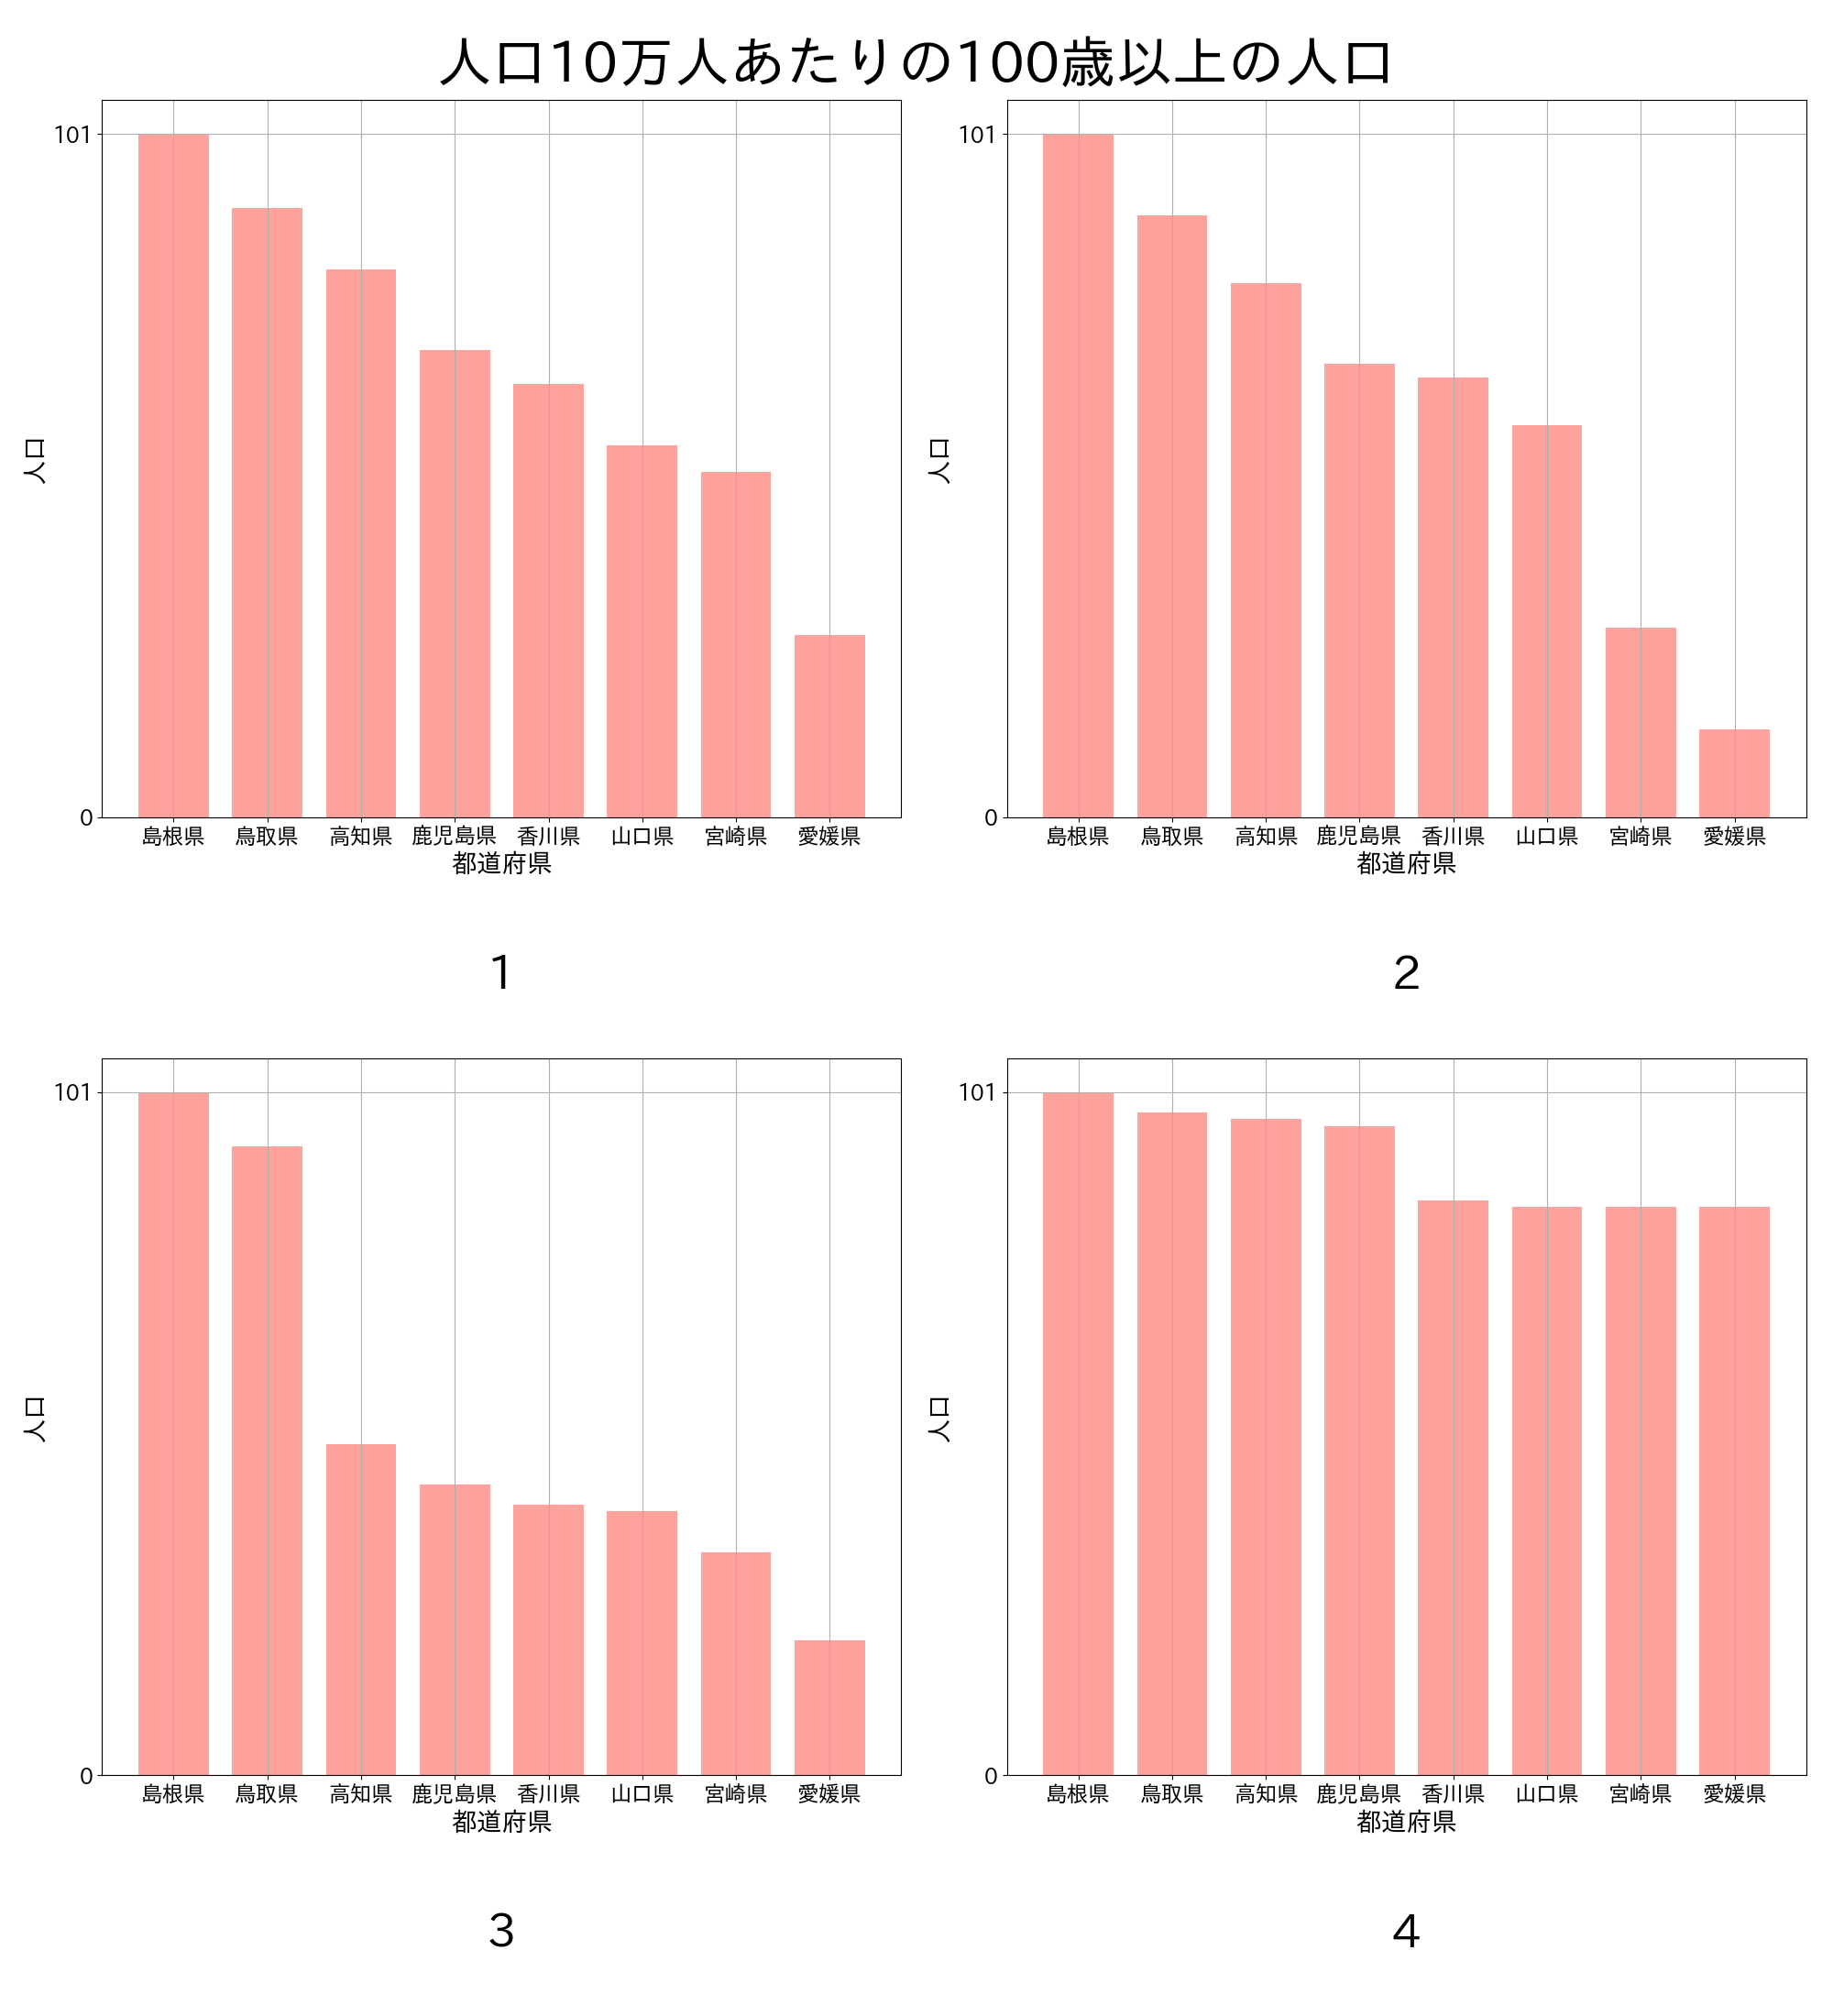 人口10万人あたりの100歳以上の人口
101
0
人口
島根県 鳥取県 高知県 鹿児島県 香川県 山口県 宮崎県 愛媛県
都道府県
1
101
0
人口
島根県 鳥取県 高知県 鹿児島県 香川県 山口県 宮崎県 愛媛県
都道府県
2
101
0
人口
島根県 鳥取県 高知県 鹿児島県 香川県 山口県 宮崎県 愛媛県
都道府県
3
101
0
人口
島根県 鳥取県 高知県 鹿児島県 香川県 山口県 宮崎県 愛媛県
都道府県
4